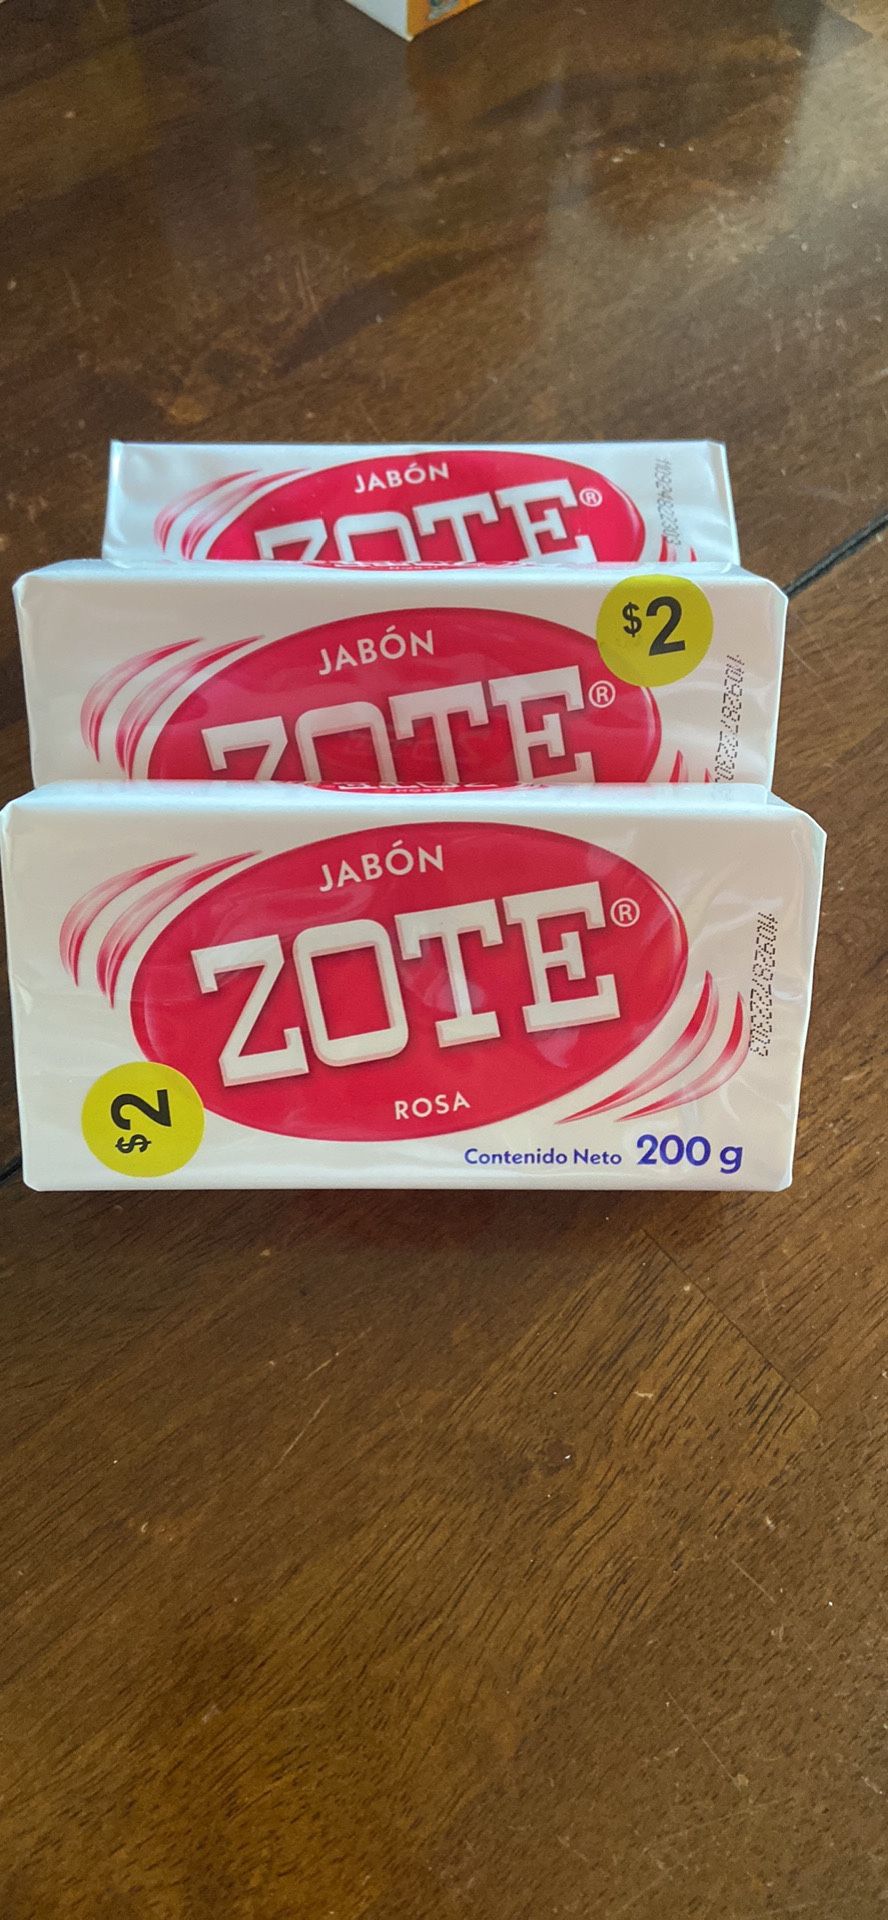 JABÓN
ZOTE®
JABÓN
ZOTE®
$2
JABÓN
ZOTE®
ROSA
$2
Contenido Neto 200 g